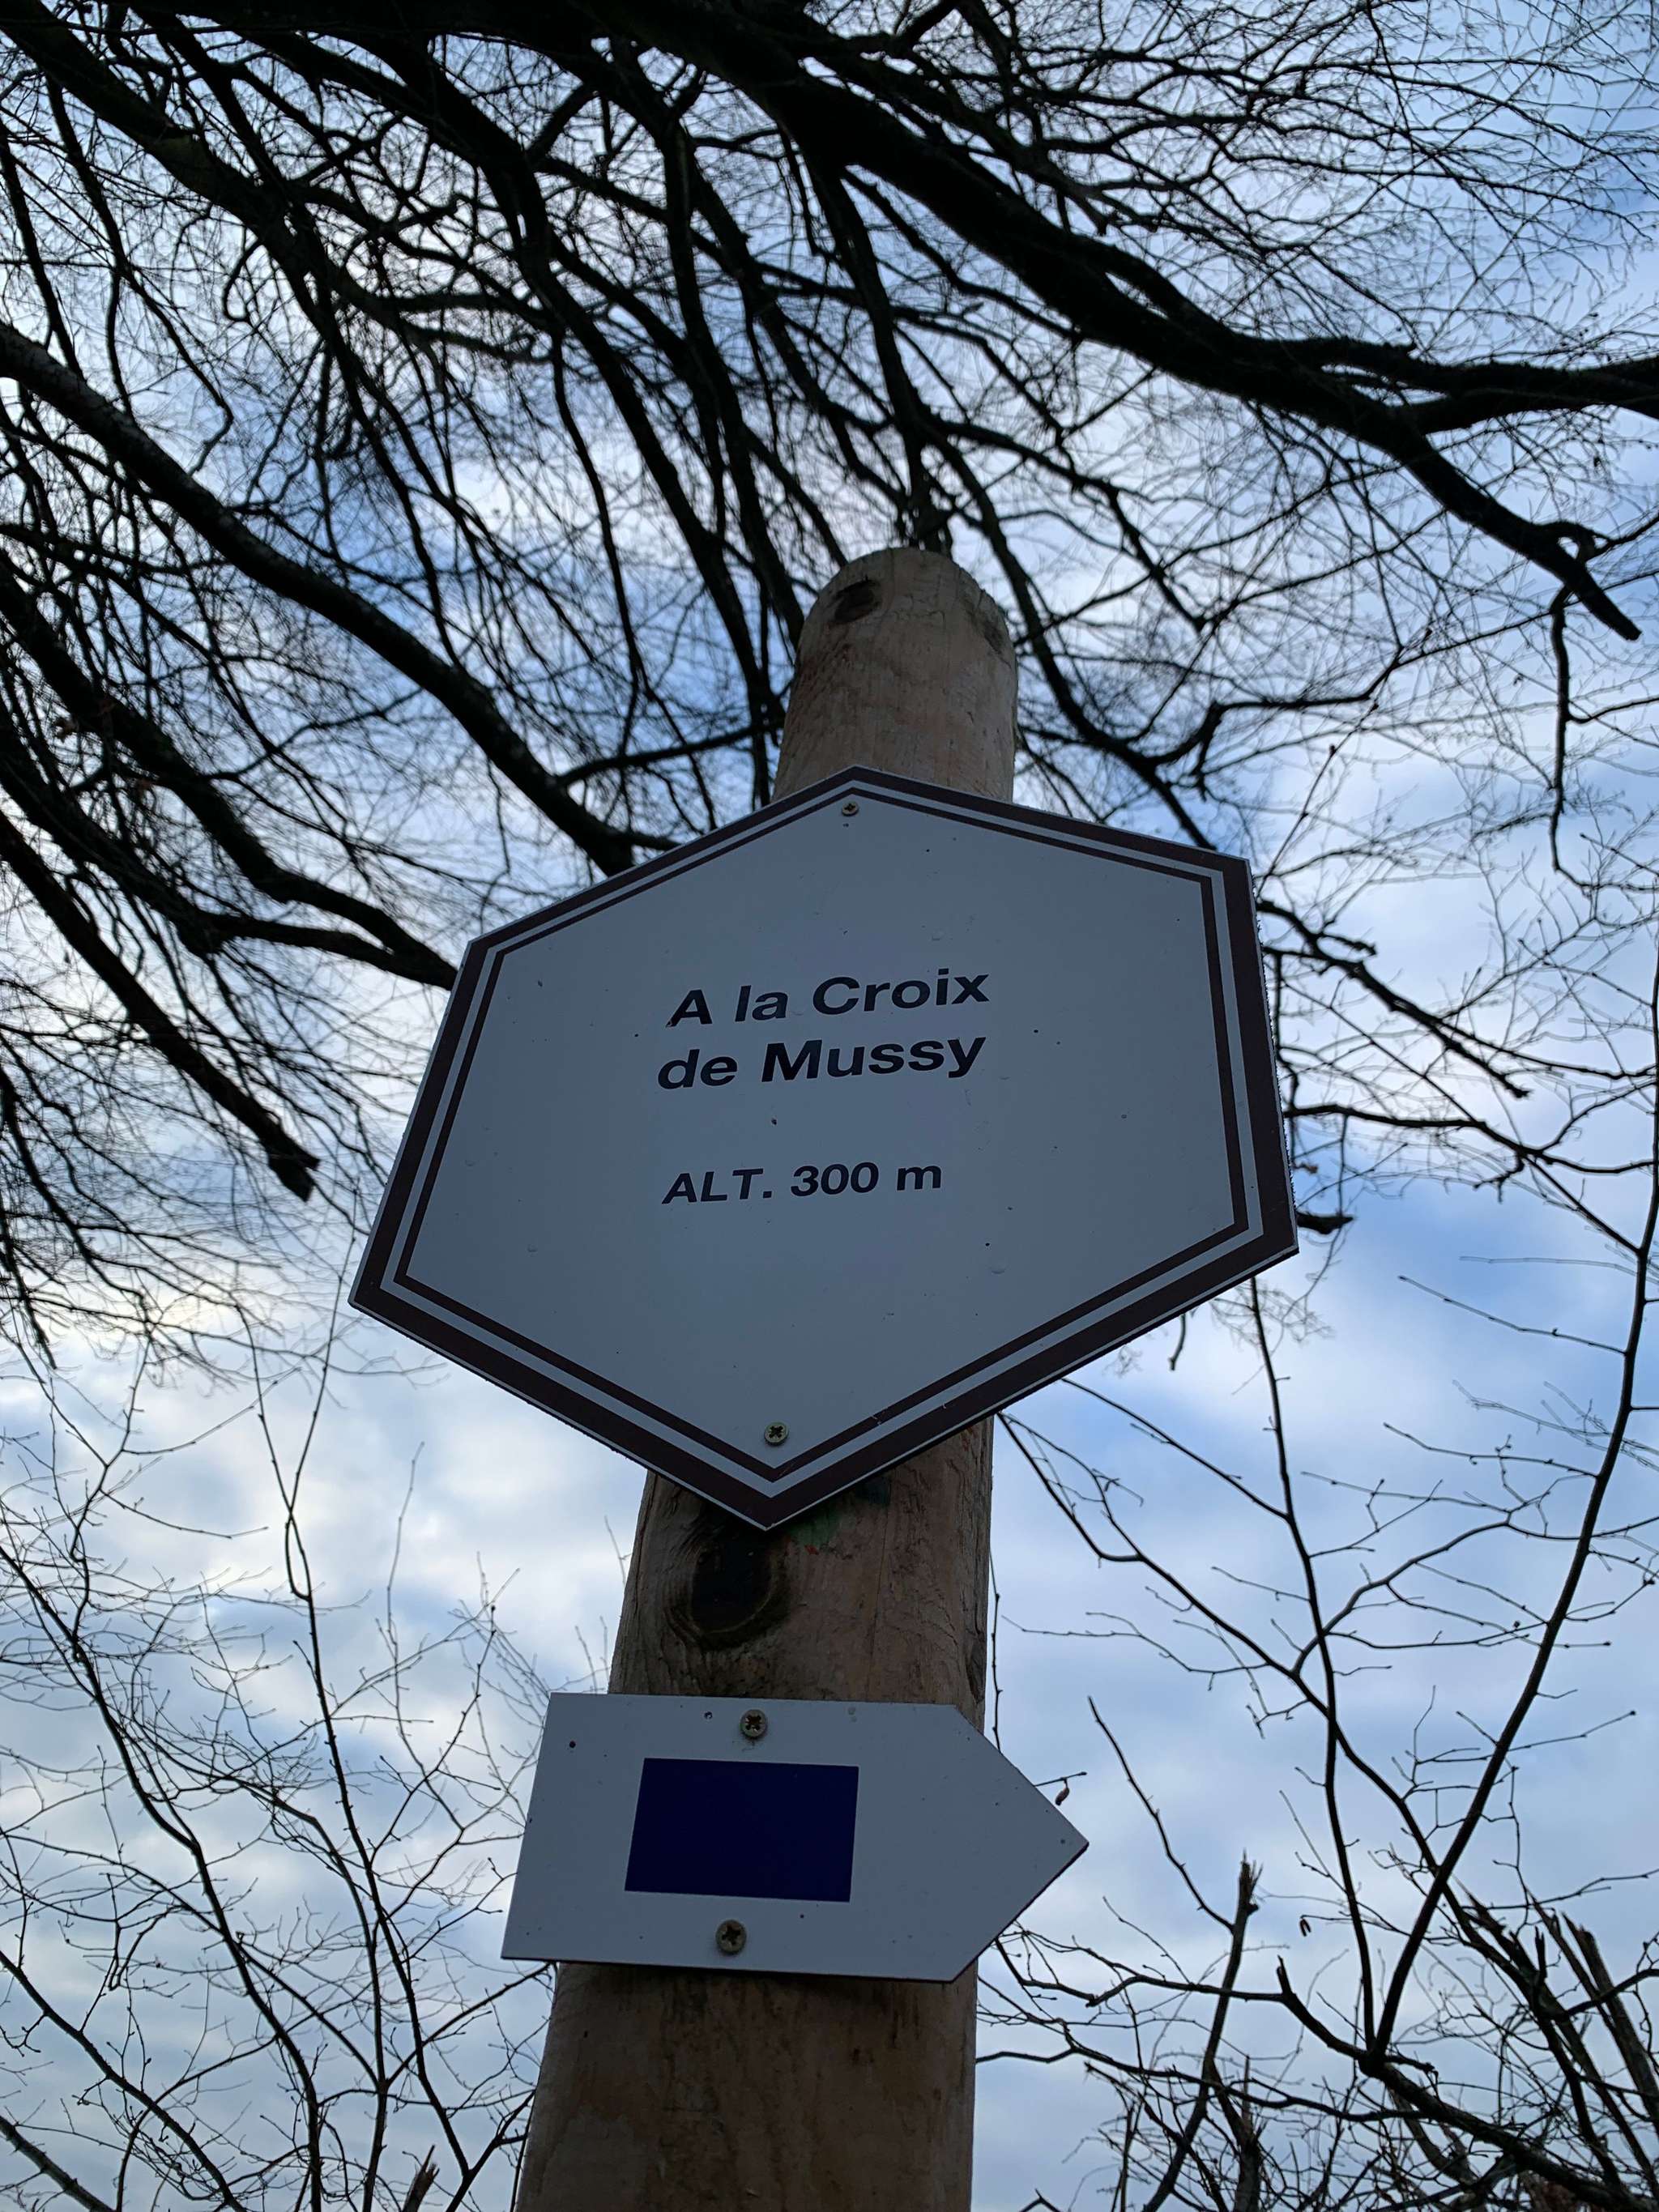 A la Croix
de Mussy
ALT. 300 m